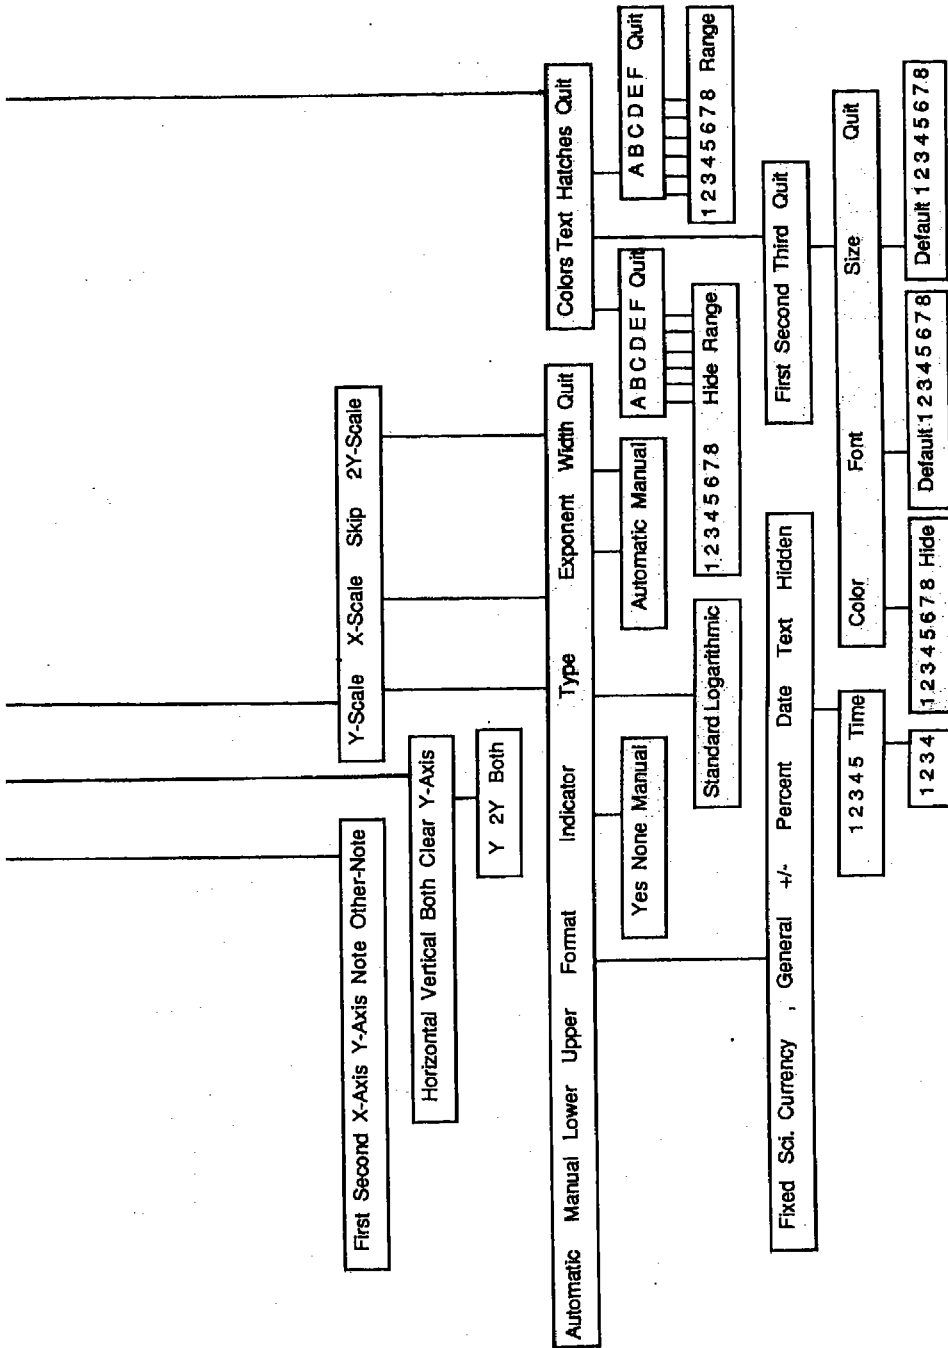 First Second X-Axis Y-Axis Note Other-Note
Y-Scale X-Scale Skip 2Y-Scale
Horizontal Vertical Both Clear Y-Axis
Y 2Y Both
Automatic Manual Lower Upper Format Indicator Type Exponent Width Quit
Colors Text Hatches Quit
Yes None Manual
Automatic Manual
A B C D E F Quit
A B C D E F Quit
Standard Logarithmic
1 2 3 4 5 6 7 8 Hide Range
1 2 3 4 5 6 7 8 Range
Fixed Sci. Currency , General +/- Percent Date Text Hidden
First Second Third Quit
1 2 3 4 5 Time
Color Font Size Quit
1 2 3 4
1 2 3 4 5 6 7 8 Hide
Default 1 2 3 4 5 6 7 8
Default 1 2 3 4 5 6 7 8